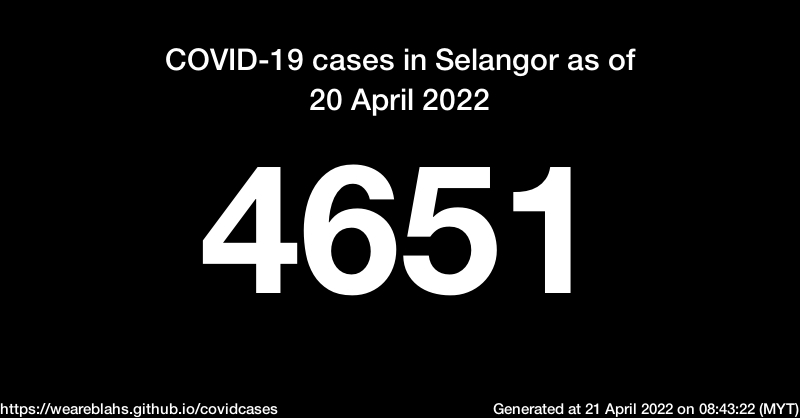 COVID-19 cases in Selangor as of
20 April 2022
4651
https://weareblahs.github.io/covidcases
Generated at 21 April 2022 on 08:43:22 (MYT)